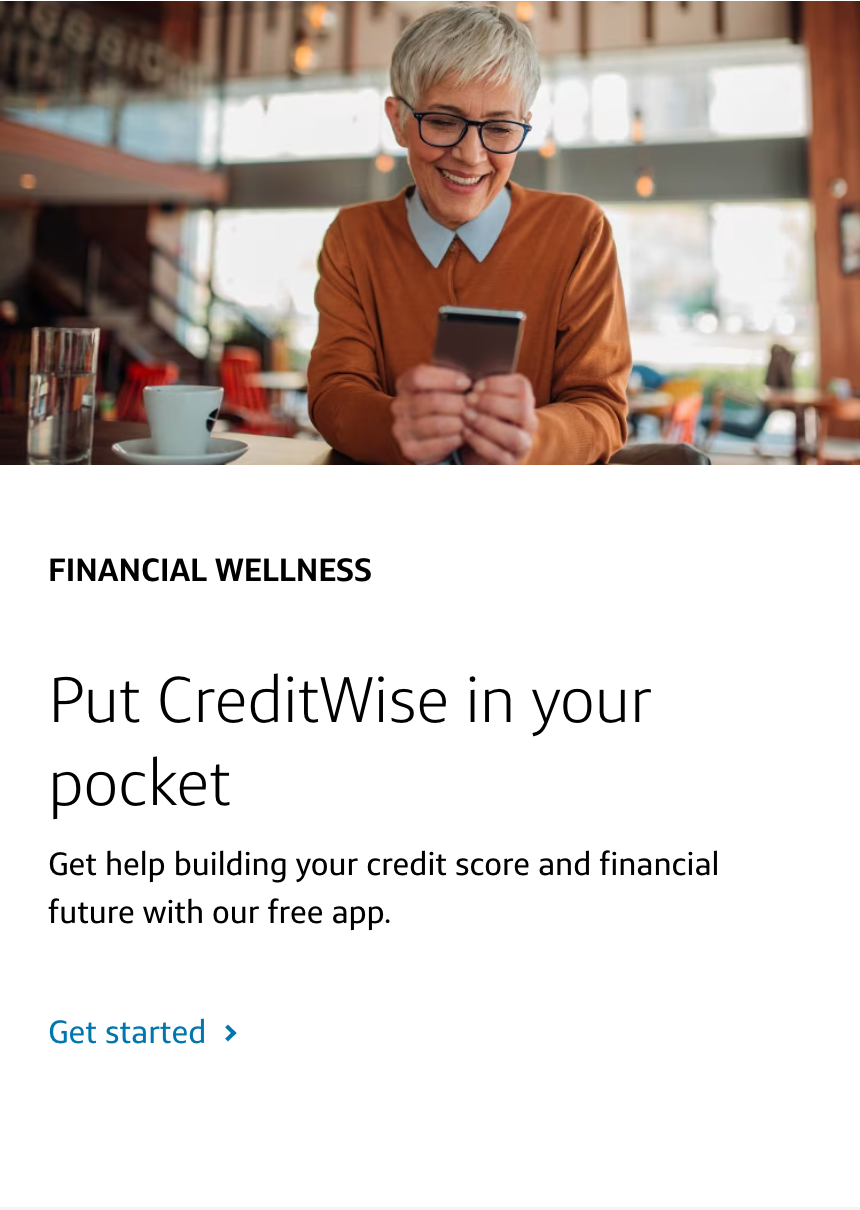 FINANCIAL WELLNESS
Put CreditWise in your
pocket
Get help building your credit score and financial
future with our free app.
Get started